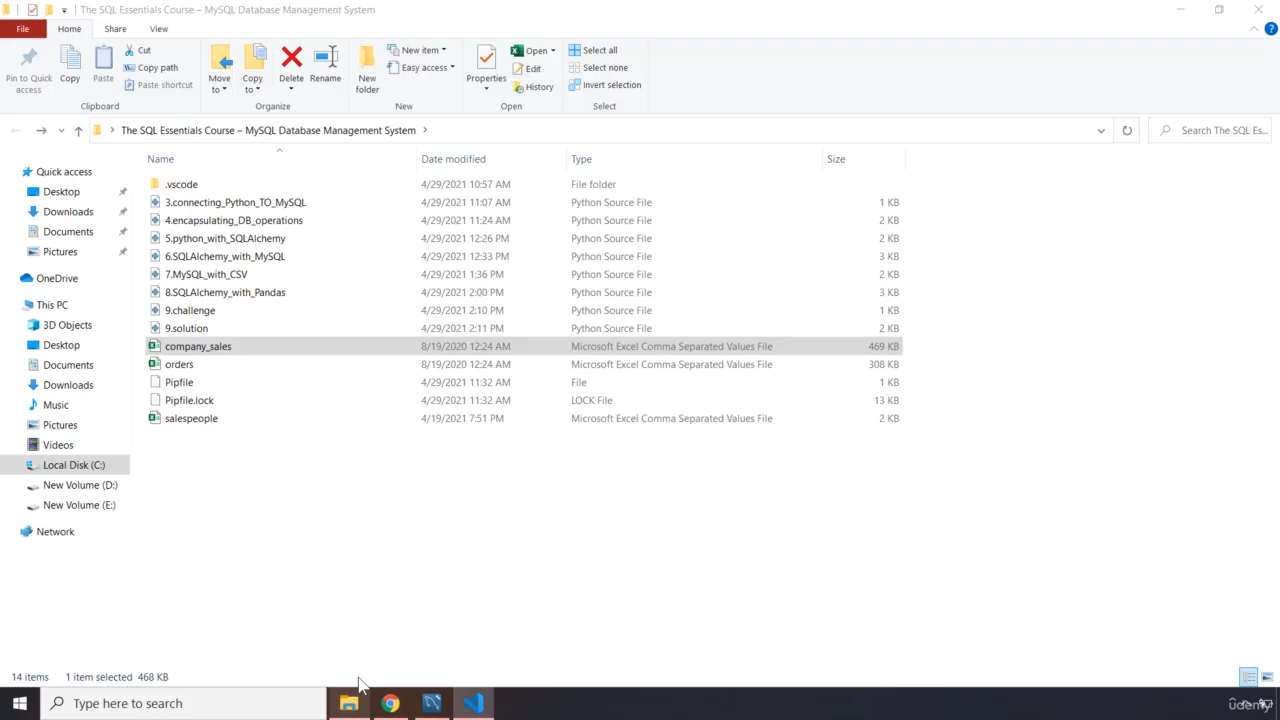 The SQL Essentials Course – MySQL Database Management System
File Home Share View
Pin to Quick access
Copy
Paste
Cut
Copy path
Paste shortcut
Move to
Copy to
Delete
Rename
New folder
New item
Easy access
Properties
Open
Edit
History
Select all
Select none
Invert selection
Clipboard Organize New Open Select
The SQL Essentials Course – MySQL Database Management System
Search The SQL Es...
Name Date modified Type Size
.vscode 4/29/2021 10:57 AM File folder
3.connecting_Python_TO_MySQL 4/29/2021 11:07 AM Python Source File 1 KB
4.encapsulating_DB_operations 4/29/2021 11:24 AM Python Source File 2 KB
5.python_with_SQLAlchemy 4/29/2021 12:26 PM Python Source File 2 KB
6.SQLAlchemy_with_MySQL 4/29/2021 12:33 PM Python Source File 3 KB
7.MySQL_with_CSV 4/29/2021 1:36 PM Python Source File 2 KB
8.SQLAlchemy_with_Pandas 4/29/2021 2:00 PM Python Source File 3 KB
9.challenge 4/29/2021 2:10 PM Python Source File 1 KB
9.solution 4/29/2021 2:11 PM Python Source File 2 KB
company_sales 8/19/2020 12:24 AM Microsoft Excel Comma Separated Values File 469 KB
orders 8/19/2020 12:24 AM Microsoft Excel Comma Separated Values File 308 KB
Pipfile 4/29/2021 11:32 AM File 1 KB
Pipfile.lock 4/29/2021 11:32 AM LOCK File 13 KB
salespeople 4/19/2021 7:51 PM Microsoft Excel Comma Separated Values File 2 KB
Quick access
Desktop
Downloads
Documents
Pictures
OneDrive
This PC
3D Objects
Desktop
Documents
Downloads
Music
Pictures
Videos
Local Disk (C:)
New Volume (D:)
New Volume (E:)
Network
14 items 1 item selected 468 KB
Type here to search
udemy